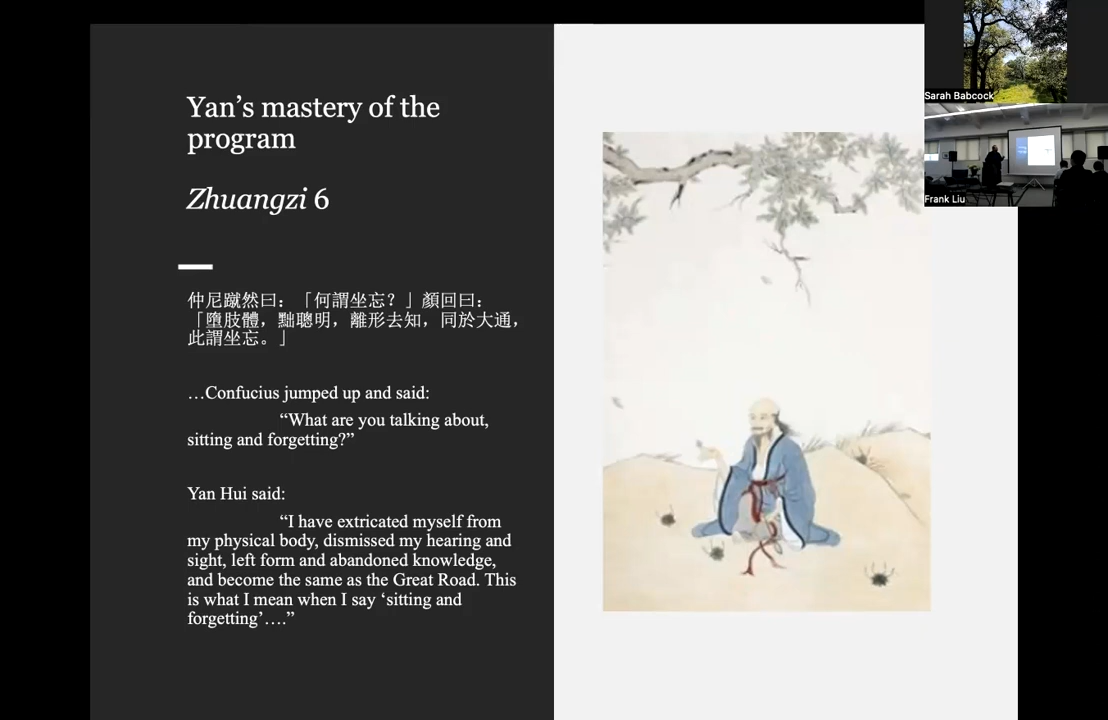 Yan’s mastery of the
program
Zhuangzi 6
仲尼蹴然曰：「何謂坐忘？」顏回曰：
「墮肢體，黜聰明，離形去知，同於大通，
此謂坐忘。」
…Confucius jumped up and said:
“What are you talking about,
sitting and forgetting?”
Yan Hui said:
“I have extricated myself from
my physical body, dismissed my hearing and
sight, left form and abandoned knowledge,
and become the same as the Great Road. This
is what I mean when I say ‘sitting and
forgetting’….”
Sarah Babcock
Frank Liu